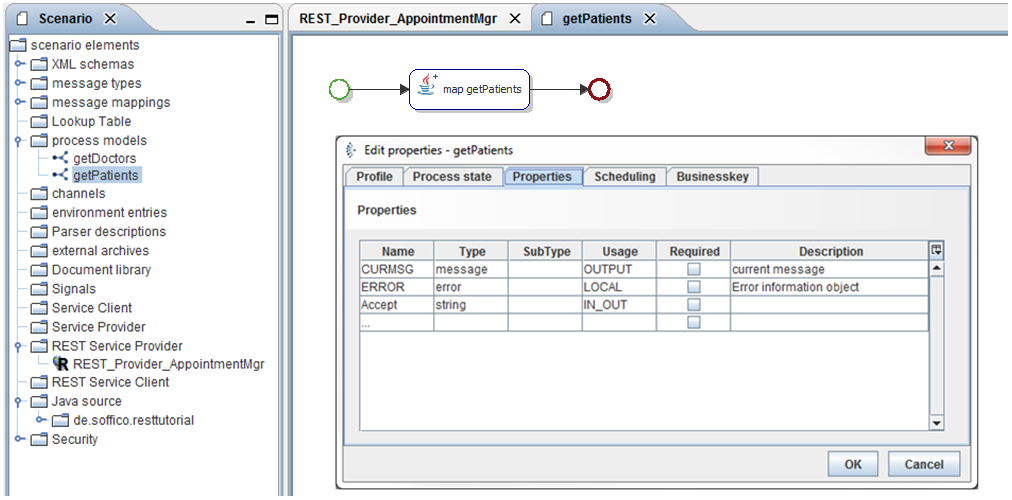 Scenario
scenario elements
XML schemas
message types
message mappings
Lookup Table
process models
getDoctors
getPatients
channels
environment entries
Parser descriptions
external archives
Document library
Signals
Service Client
Service Provider
REST Service Provider
REST_Provider_AppointmentMgr
REST Service Client
Java source
de.soffico.resttutorial
Security
REST_Provider_AppointmentMgr getPatients
map getPatients
Edit properties - getPatients
Profile Process state Properties Scheduling Businesskey
Properties
Name Type SubType Usage Required Description
CURMSG message OUTPUT current message
ERROR error LOCAL Error information object
Accept string IN_OUT
...
OK Cancel